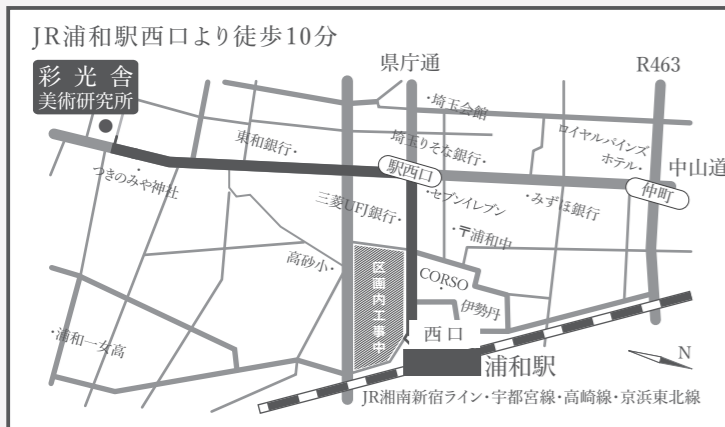 JR浦和駅西口より徒歩10分
県庁通
R463
彩光舎
美術研究所
・埼玉会館
東和銀行・
埼玉りそな銀行・
ロイヤルパインズ
ホテル・
中山道
駅西口
仲町
つきのみや神社
三菱UFJ銀行・
・セブンイレブン
・みずほ銀行
・〒浦和中
高砂小・
区画内工事中
CORSO
伊勢丹
・浦和一女高
西口
浦和駅
N
JR湘南新宿ライン・宇都宮線・高崎線・京浜東北線